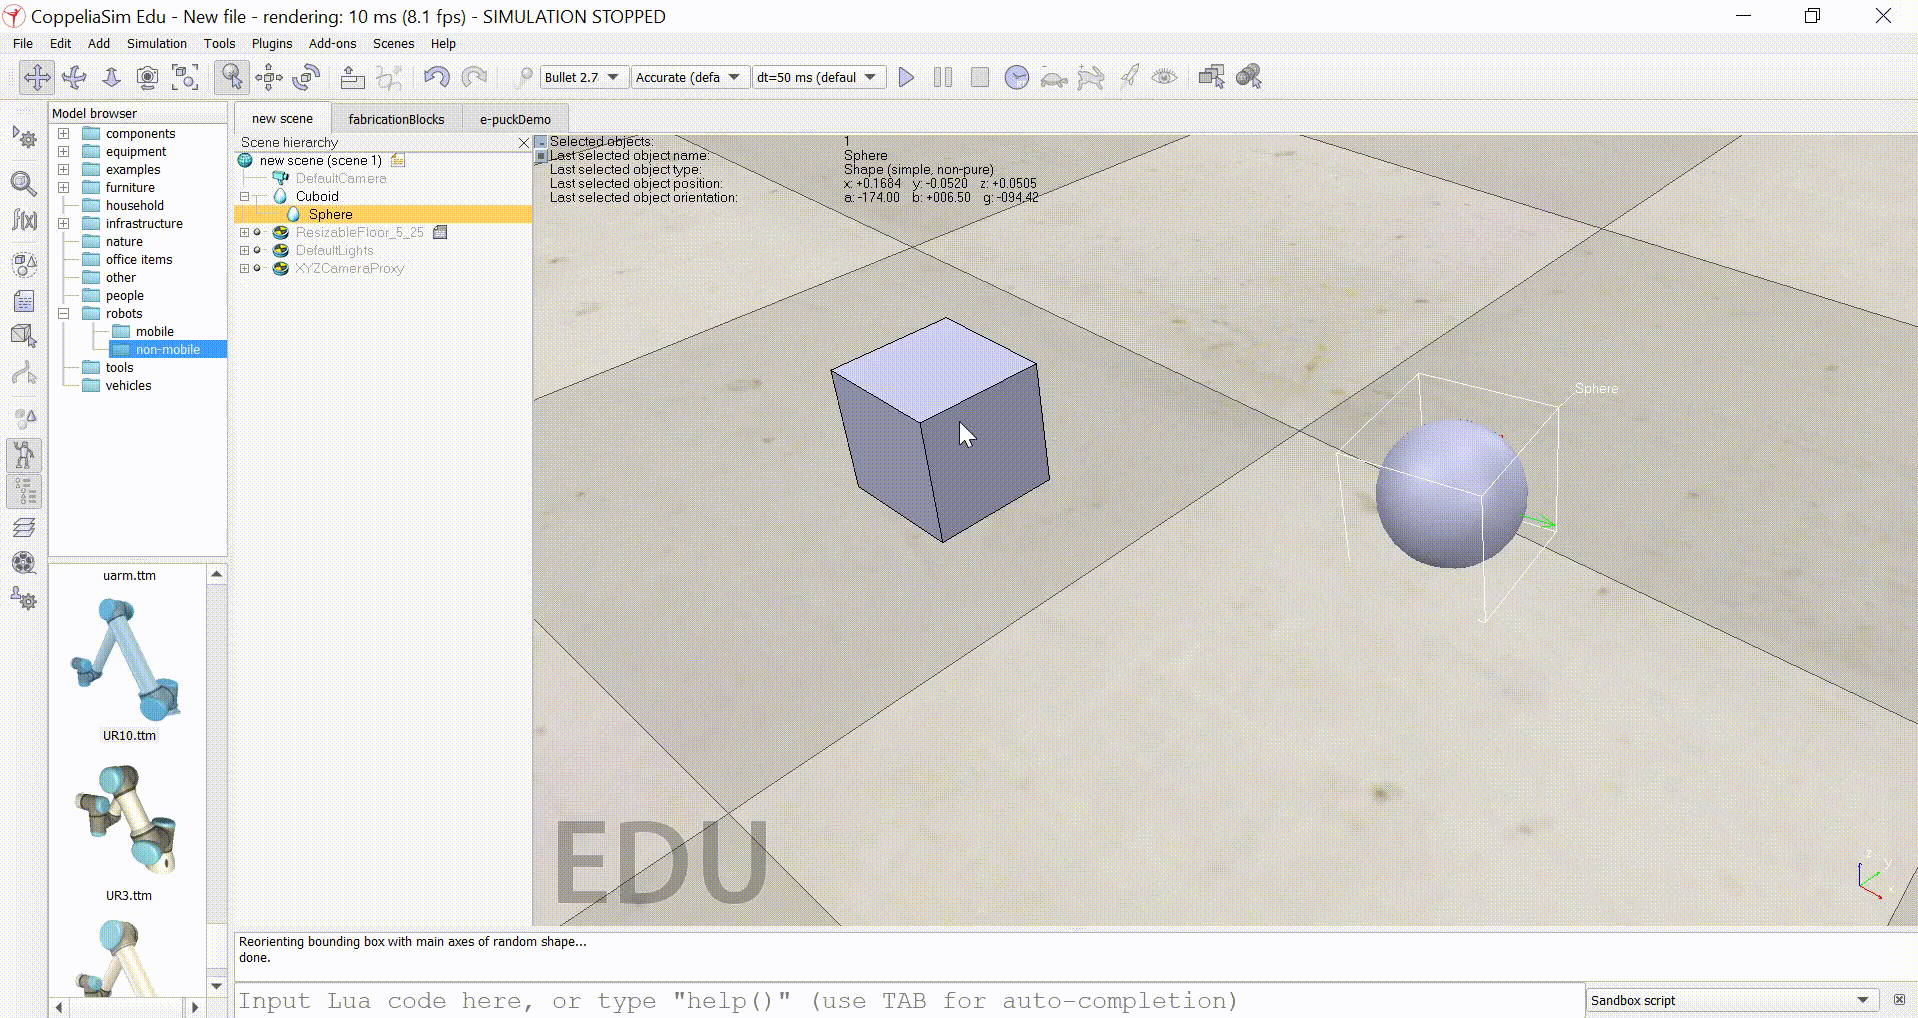 CoppeliaSim Edu - New file - rendering: 10 ms (8.1 fps) - SIMULATION STOPPED
File Edit Add Simulation Tools Plugins Add-ons Scenes Help
Bullet 2.7 Accurate (defa dt=50 ms (defaul
Model browser
components
equipment
examples
furniture
household
infrastructure
nature
office items
other
people
robots
mobile
non-mobile
tools
vehicles
uarm.ttm
UR10.ttm
UR3.ttm
new scene fabricationBlocks e-puckDemo
Scene hierarchy
new scene (scene 1)
DefaultCamera
Cuboid
Sphere
ResizableFloor_5_25
DefaultLights
XYZCameraProxy
Selected objects: 1
Last selected object name: Sphere
Last selected object type: Shape (simple, non-pure)
Last selected object position: x: +0.1684 y: -0.0520 z: +0.0505
Last selected object orientation: a: -174.00 b: +006.50 g: -094.42
Sphere
EDU
z
y
x
Reorienting bounding box with main axes of random shape...
done.
Input Lua code here, or type "help()" (use TAB for auto-completion)
Sandbox script